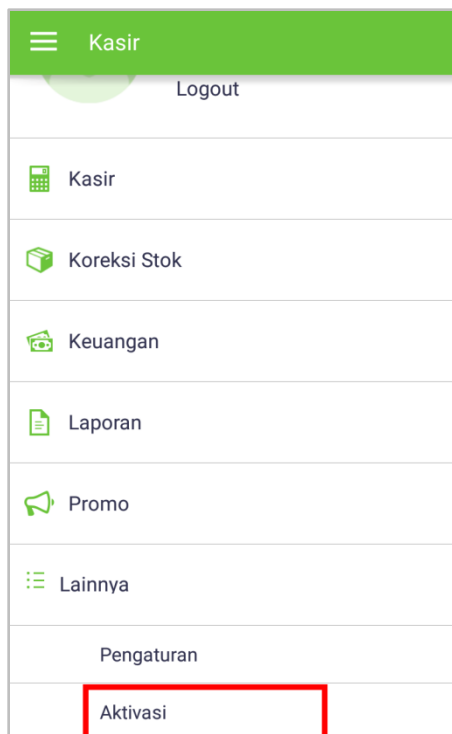 Kasir
Logout
Kasir
Koreksi Stok
Keuangan
Laporan
Promo
Lainnya
Pengaturan
Aktivasi